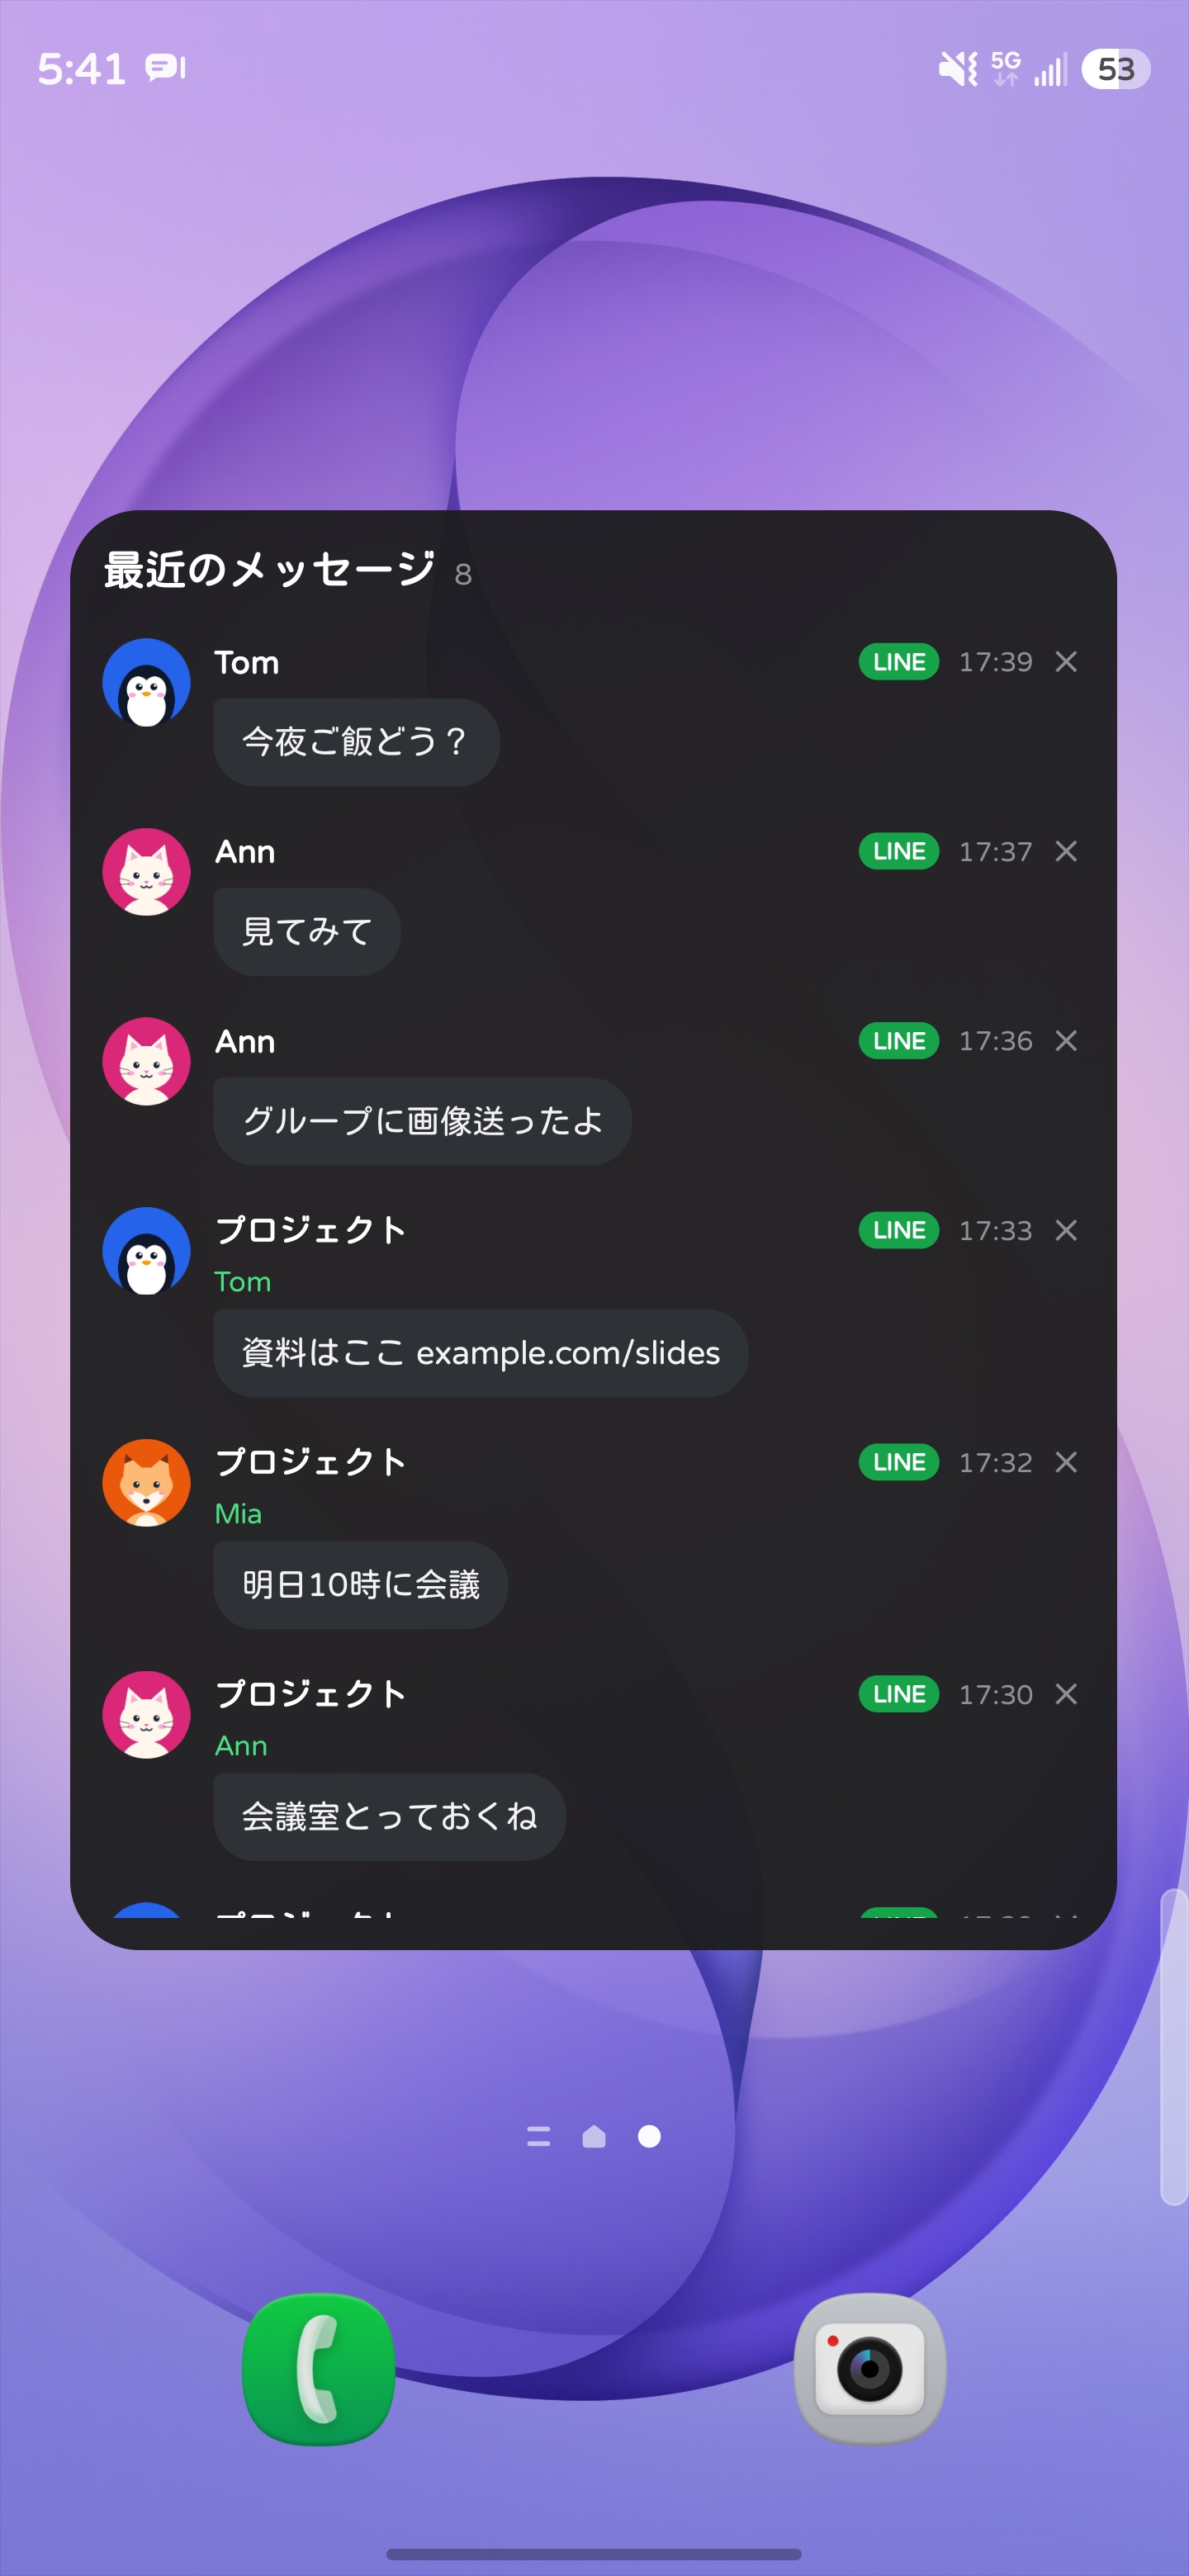 5:41
5G
53
最近のメッセージ 8
Tom LINE 17:39
今夜ご飯どう？
Ann LINE 17:37
見てみて
Ann LINE 17:36
グループに画像送ったよ
プロジェクト LINE 17:33
Tom
資料はここ example.com/slides
プロジェクト LINE 17:32
Mia
明日10時に会議
プロジェクト LINE 17:30
Ann
会議室とっておくね